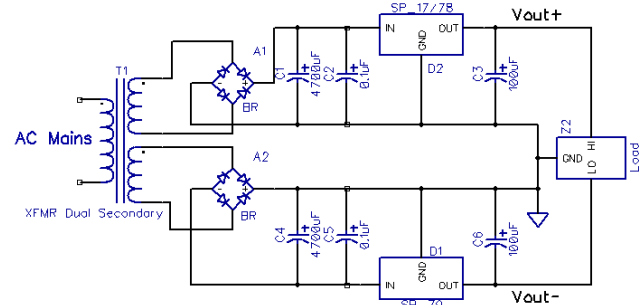 SP_17/78
Vout+
IN
OUT
GND
D2
A1
BR
T1
C1
4700uF
C2
0.1uF
C3
100uF
AC Mains
Z2
HI
GND
LO
Load
A2
BR
XFMR Dual Secondary
C4
4700uF
C5
0.1uF
D1
GND
C6
100uF
IN
OUT
Vout-